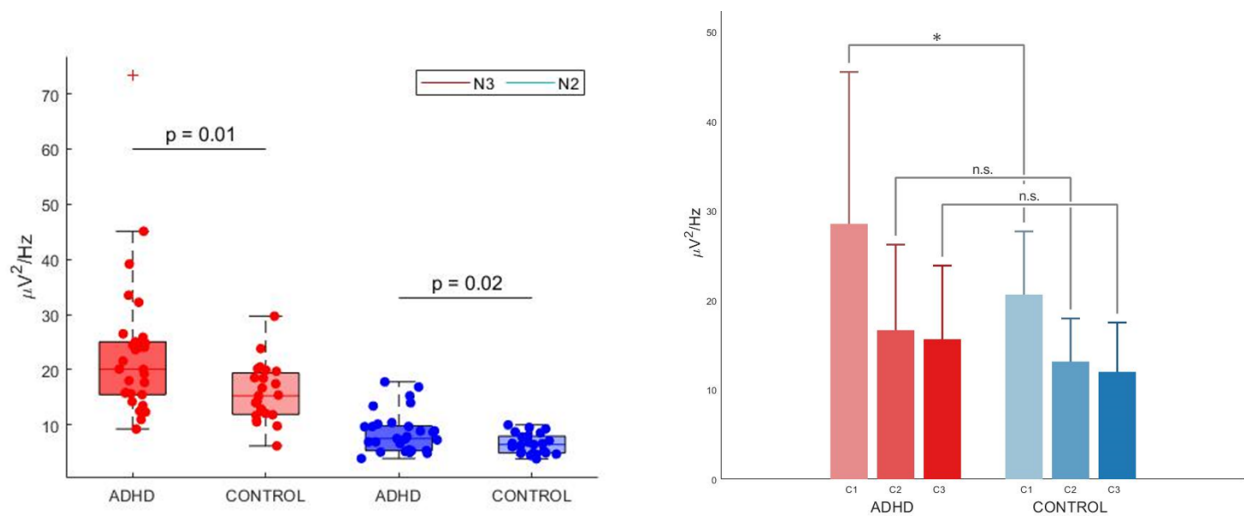 70
60
50
40
30
20
10
μV²/Hz
N3 N2
p = 0.01
p = 0.02
ADHD CONTROL ADHD CONTROL
50
40
30
20
10
0
μV²/Hz
*
n.s.
n.s.
C1 C2 C3 C1 C2 C3
ADHD CONTROL